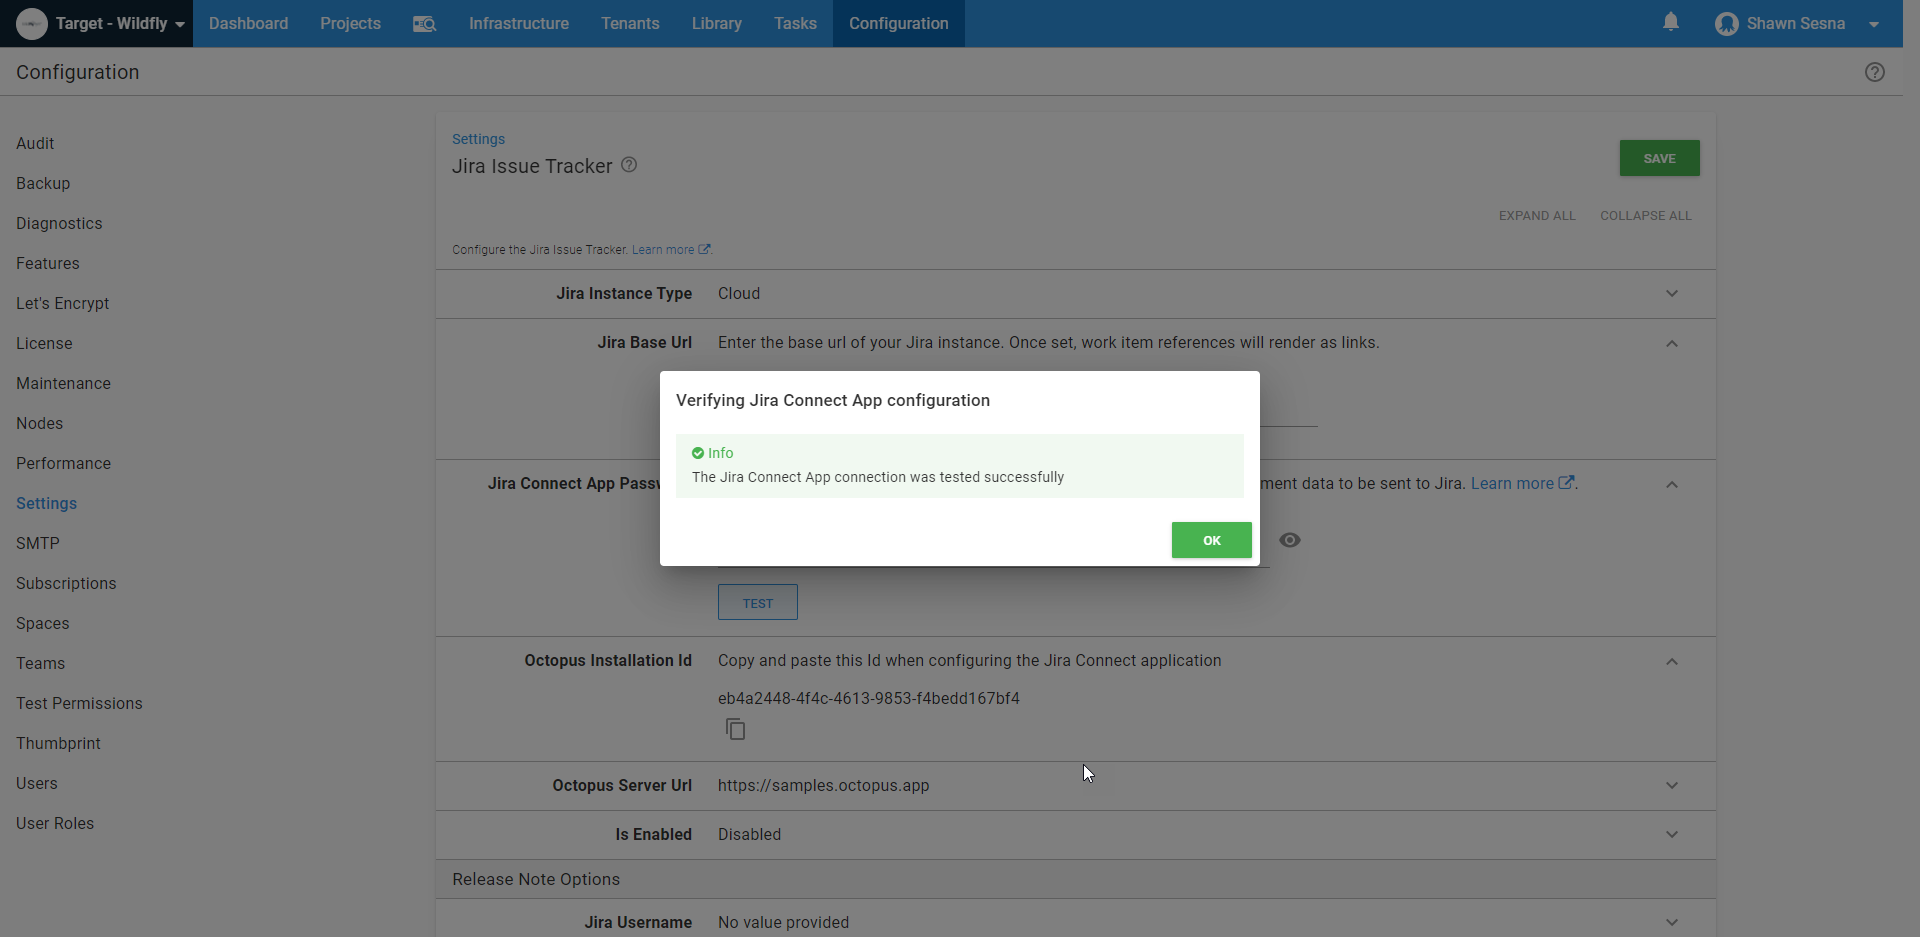 Target - Wildfly
Dashboard
Projects
Infrastructure
Tenants
Library
Tasks
Configuration
Shawn Sesna
Configuration
Audit
Backup
Diagnostics
Features
Let's Encrypt
License
Maintenance
Nodes
Performance
Settings
SMTP
Subscriptions
Spaces
Teams
Test Permissions
Thumbprint
Users
User Roles
Settings
Jira Issue Tracker
SAVE
EXPAND ALL
COLLAPSE ALL
Configure the Jira Issue Tracker. Learn more.
Jira Instance Type
Cloud
Jira Base Url
Enter the base url of your Jira instance. Once set, work item references will render as links.
Verifying Jira Connect App configuration
Info
The Jira Connect App connection was tested successfully
OK
Jira Connect App
ment data to be sent to Jira. Learn more.
TEST
Octopus Installation Id
Copy and paste this Id when configuring the Jira Connect application
eb4a2448-4f4c-4613-9853-f4bedd167bf4
Octopus Server Url
https://samples.octopus.app
Is Enabled
Disabled
Release Note Options
Jira Username
No value provided